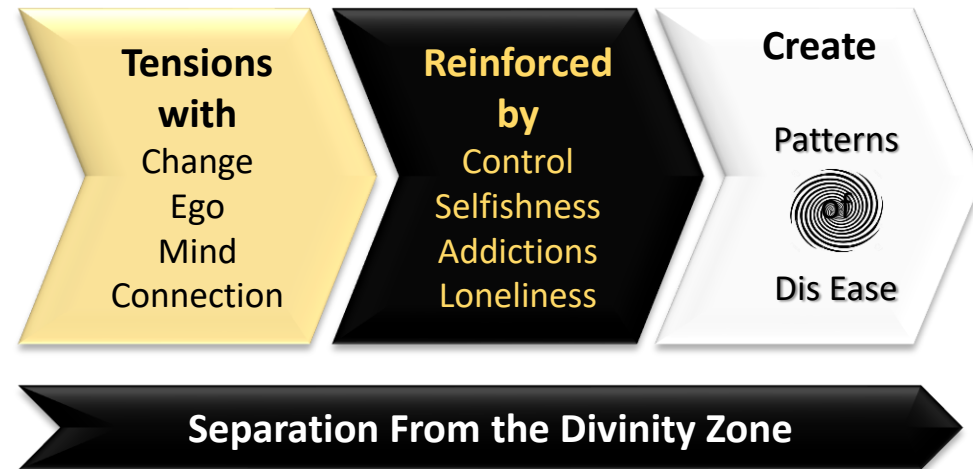 Tensions
with
Change
Ego
Mind
Connection
Reinforced
by
Control
Selfishness
Addictions
Loneliness
Create
Patterns
of
Dis Ease
Separation From the Divinity Zone